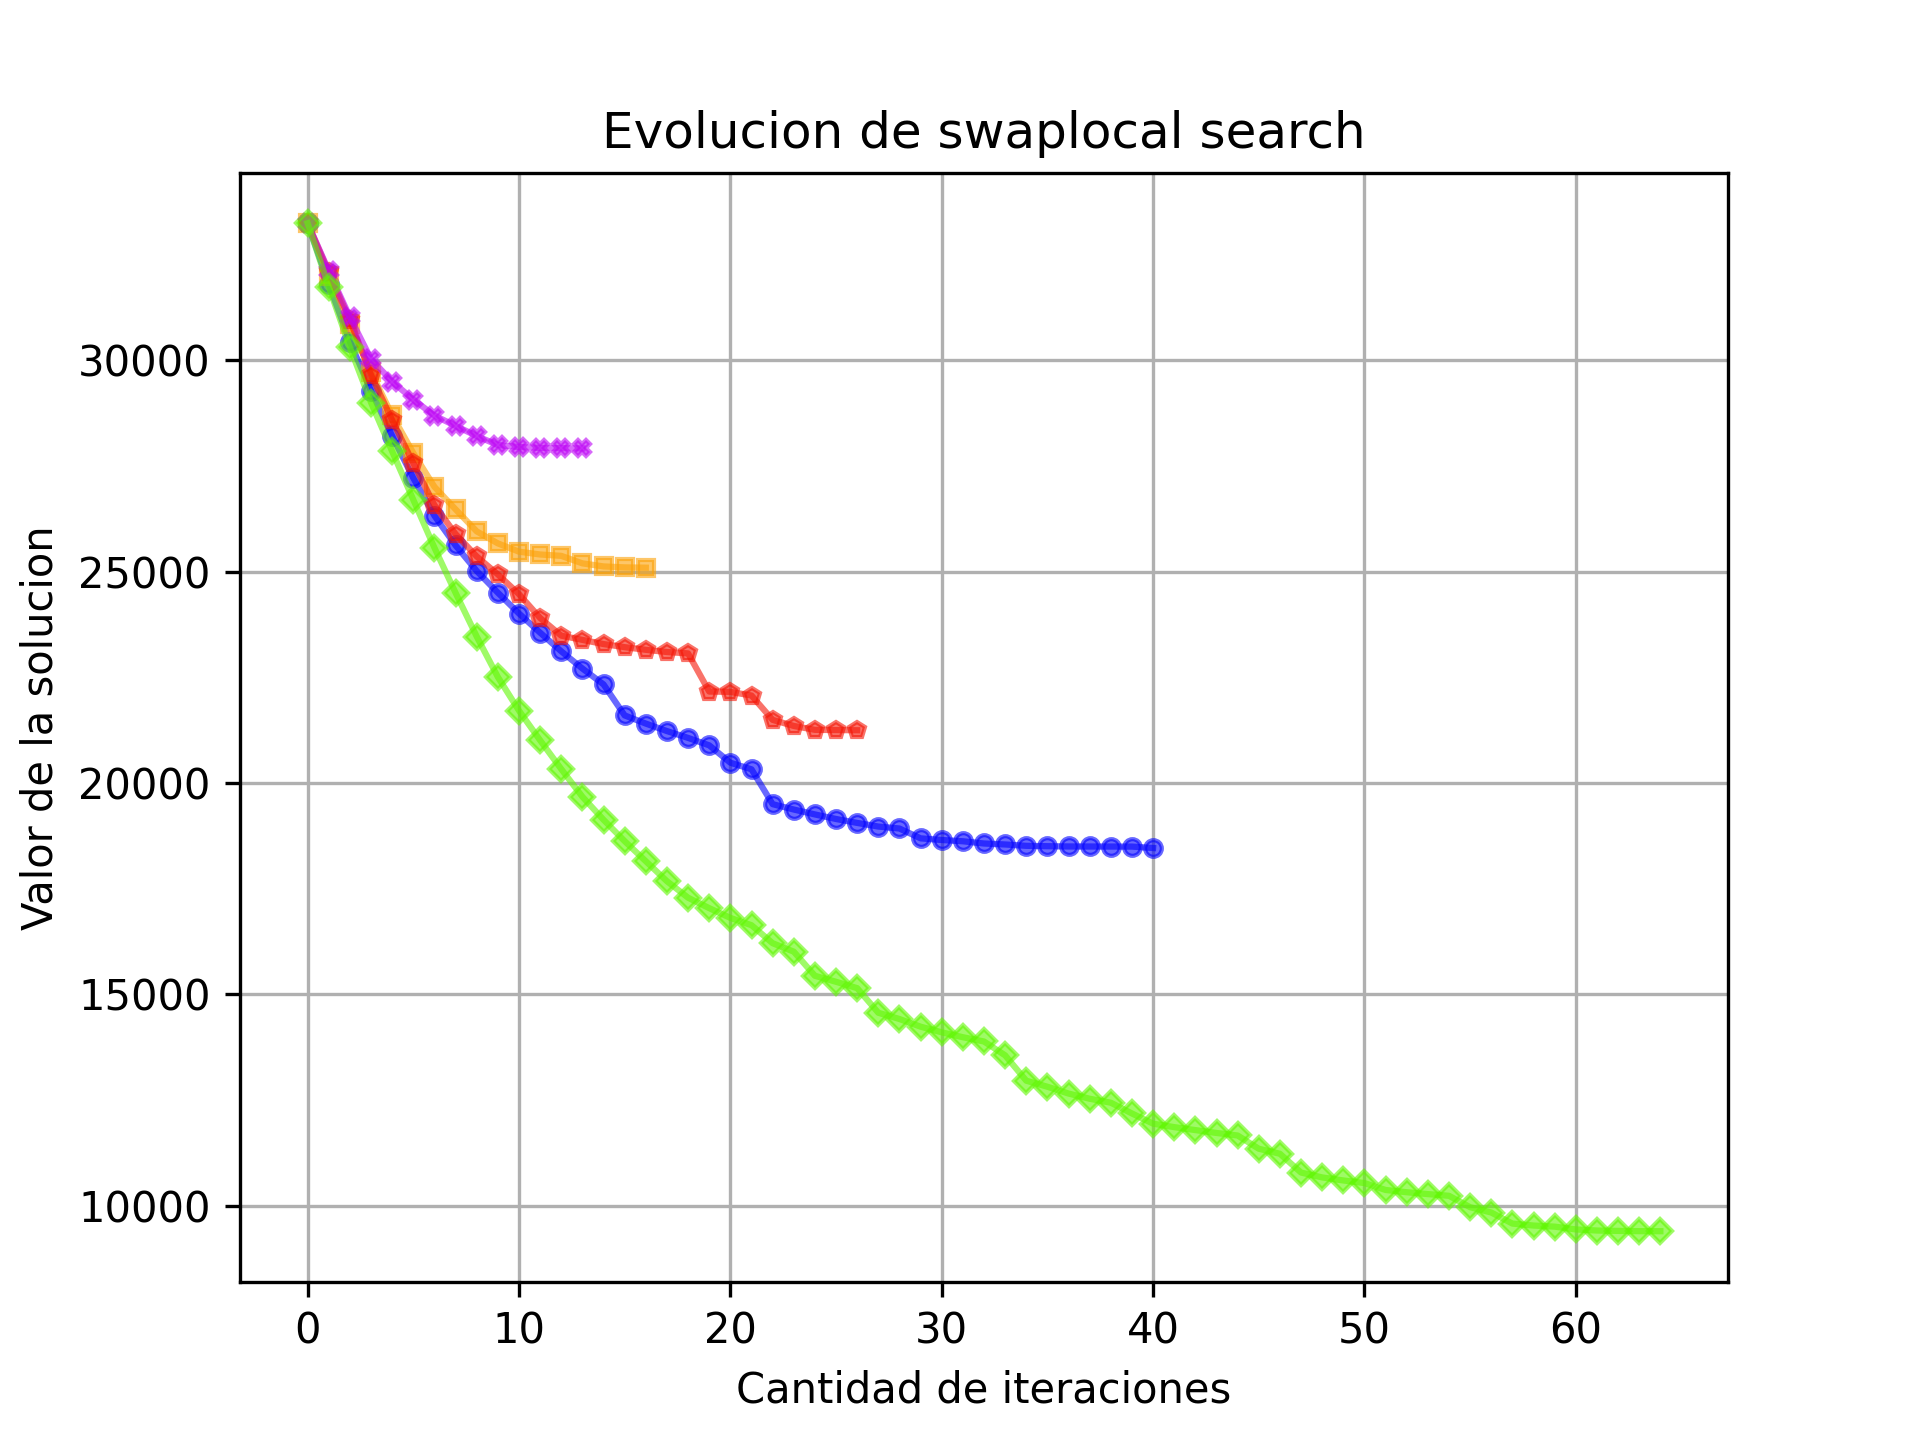 Evolucion de swaplocal search
Valor de la solucion
30000
25000
20000
15000
10000
0 10 20 30 40 50 60
Cantidad de iteraciones